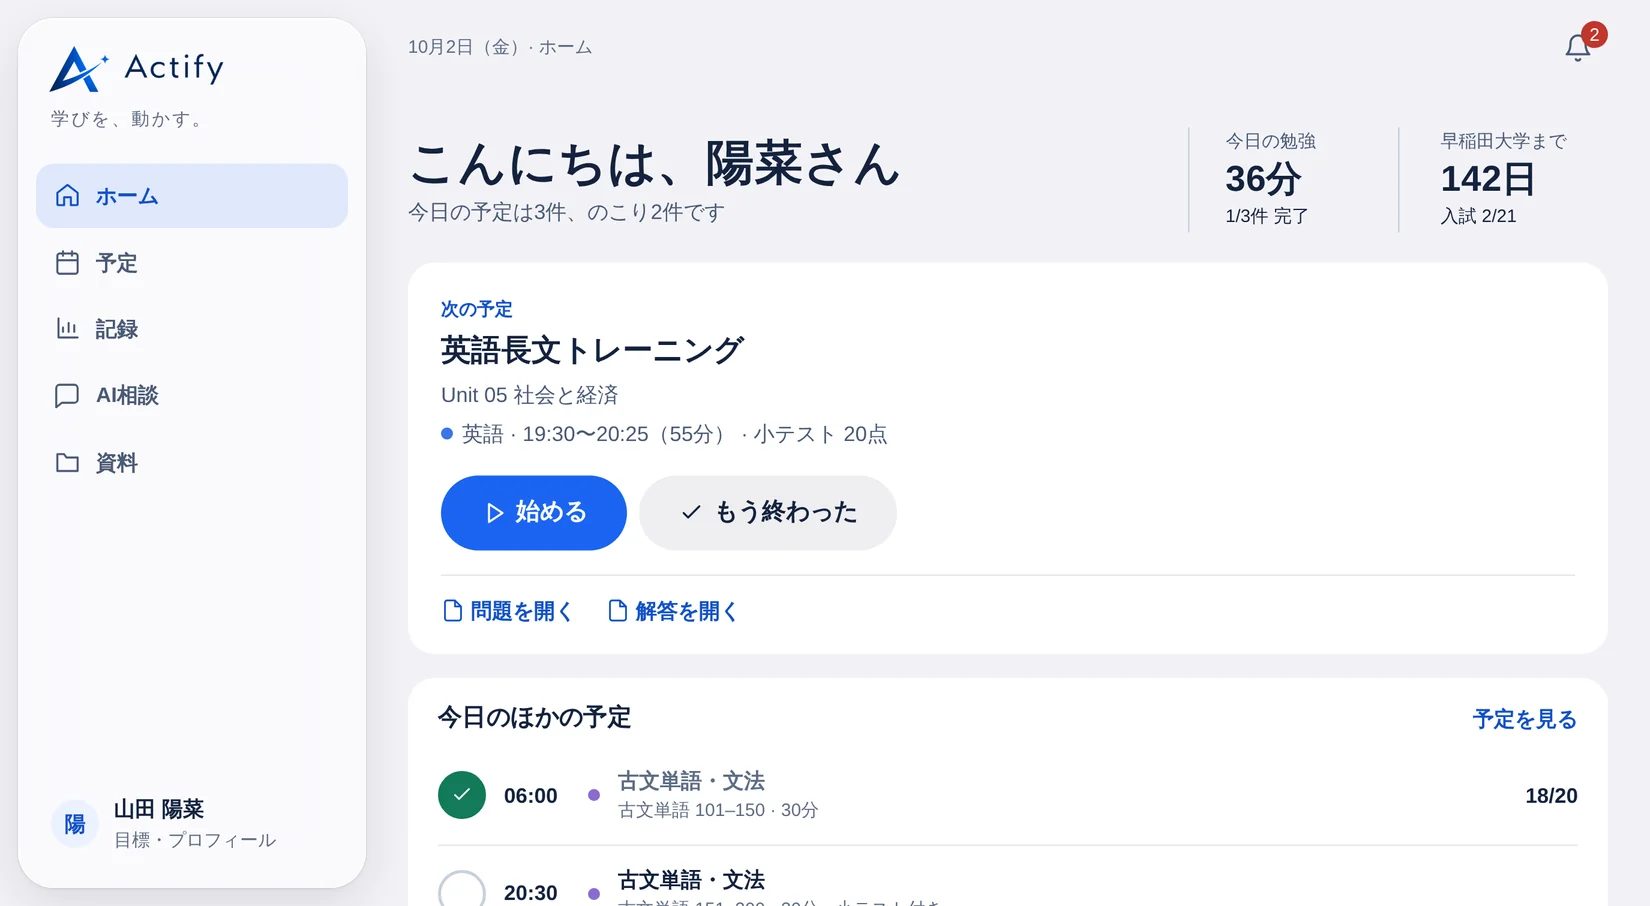 Actify
学びを、動かす。
ホーム
予定
記録
AI相談
資料
陽
山田 陽菜
目標・プロフィール
10月2日（金）· ホーム
2
こんにちは、陽菜さん
今日の予定は3件、のこり2件です
今日の勉強
36分
1/3件 完了
早稲田大学まで
142日
入試 2/21
次の予定
英語長文トレーニング
Unit 05 社会と経済
英語 · 19:30〜20:25（55分） · 小テスト 20点
始める
もう終わった
問題を開く
解答を開く
今日のほかの予定
予定を見る
06:00
古文単語・文法
古文単語 101–150 · 30分
18/20
20:30
古文単語・文法